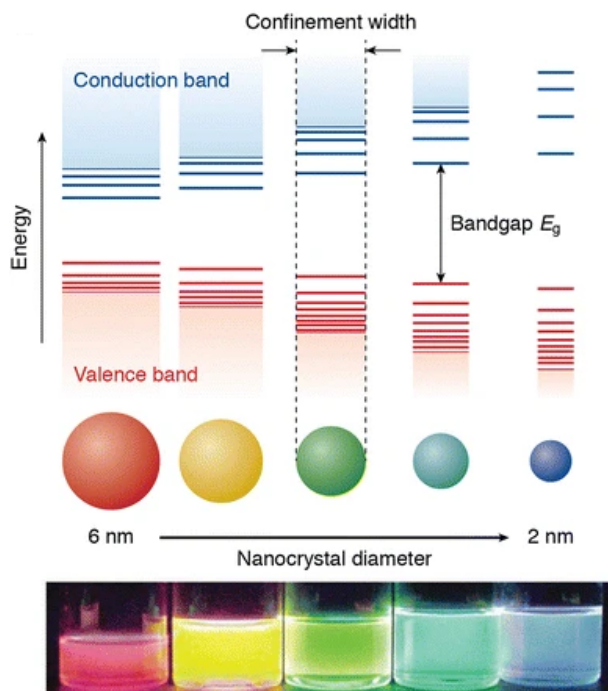 Confinement width
Conduction band
Energy
Bandgap Eg
Valence band
6 nm
2 nm
Nanocrystal diameter